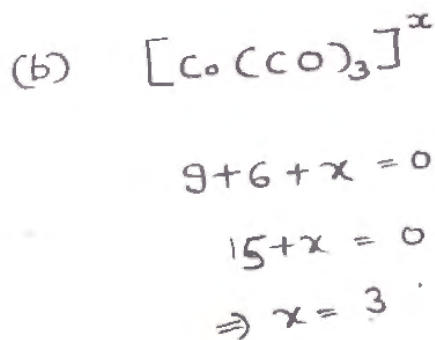 (b) [Co(CO)₃]ˣ
9+6+x = 0
15+x = 0
⇒ x = 3